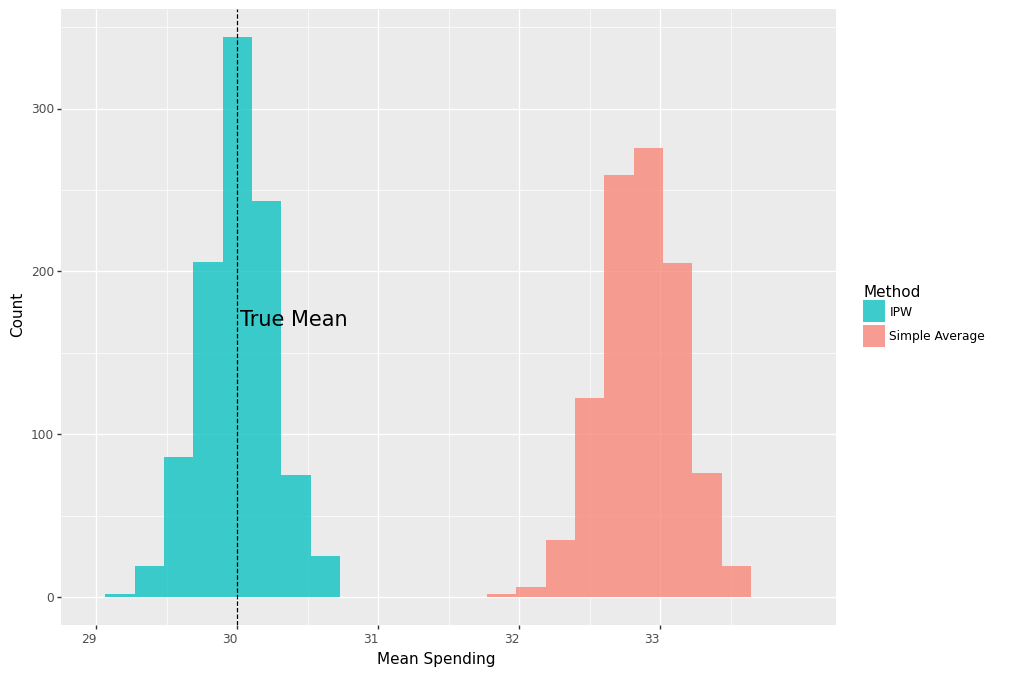 300
200
100
0
Count
True Mean
29 30 31 32 33
Mean Spending
Method
IPW
Simple Average